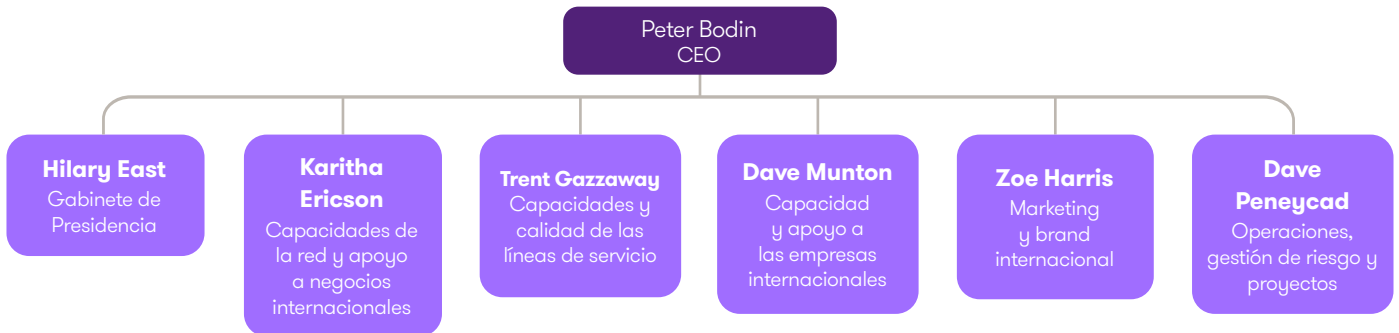 Peter Bodin
CEO
Hilary East
Gabinete de
Presidencia
Karitha
Ericson
Capacidades de
la red y apoyo
a negocios
internacionales
Trent Gazzaway
Capacidades y
calidad de las
líneas de servicio
Dave Munton
Capacidad
y apoyo a
las empresas
internacionales
Zoe Harris
Marketing
y brand
internacional
Dave
Peneycad
Operaciones,
gestión de riesgo y
proyectos